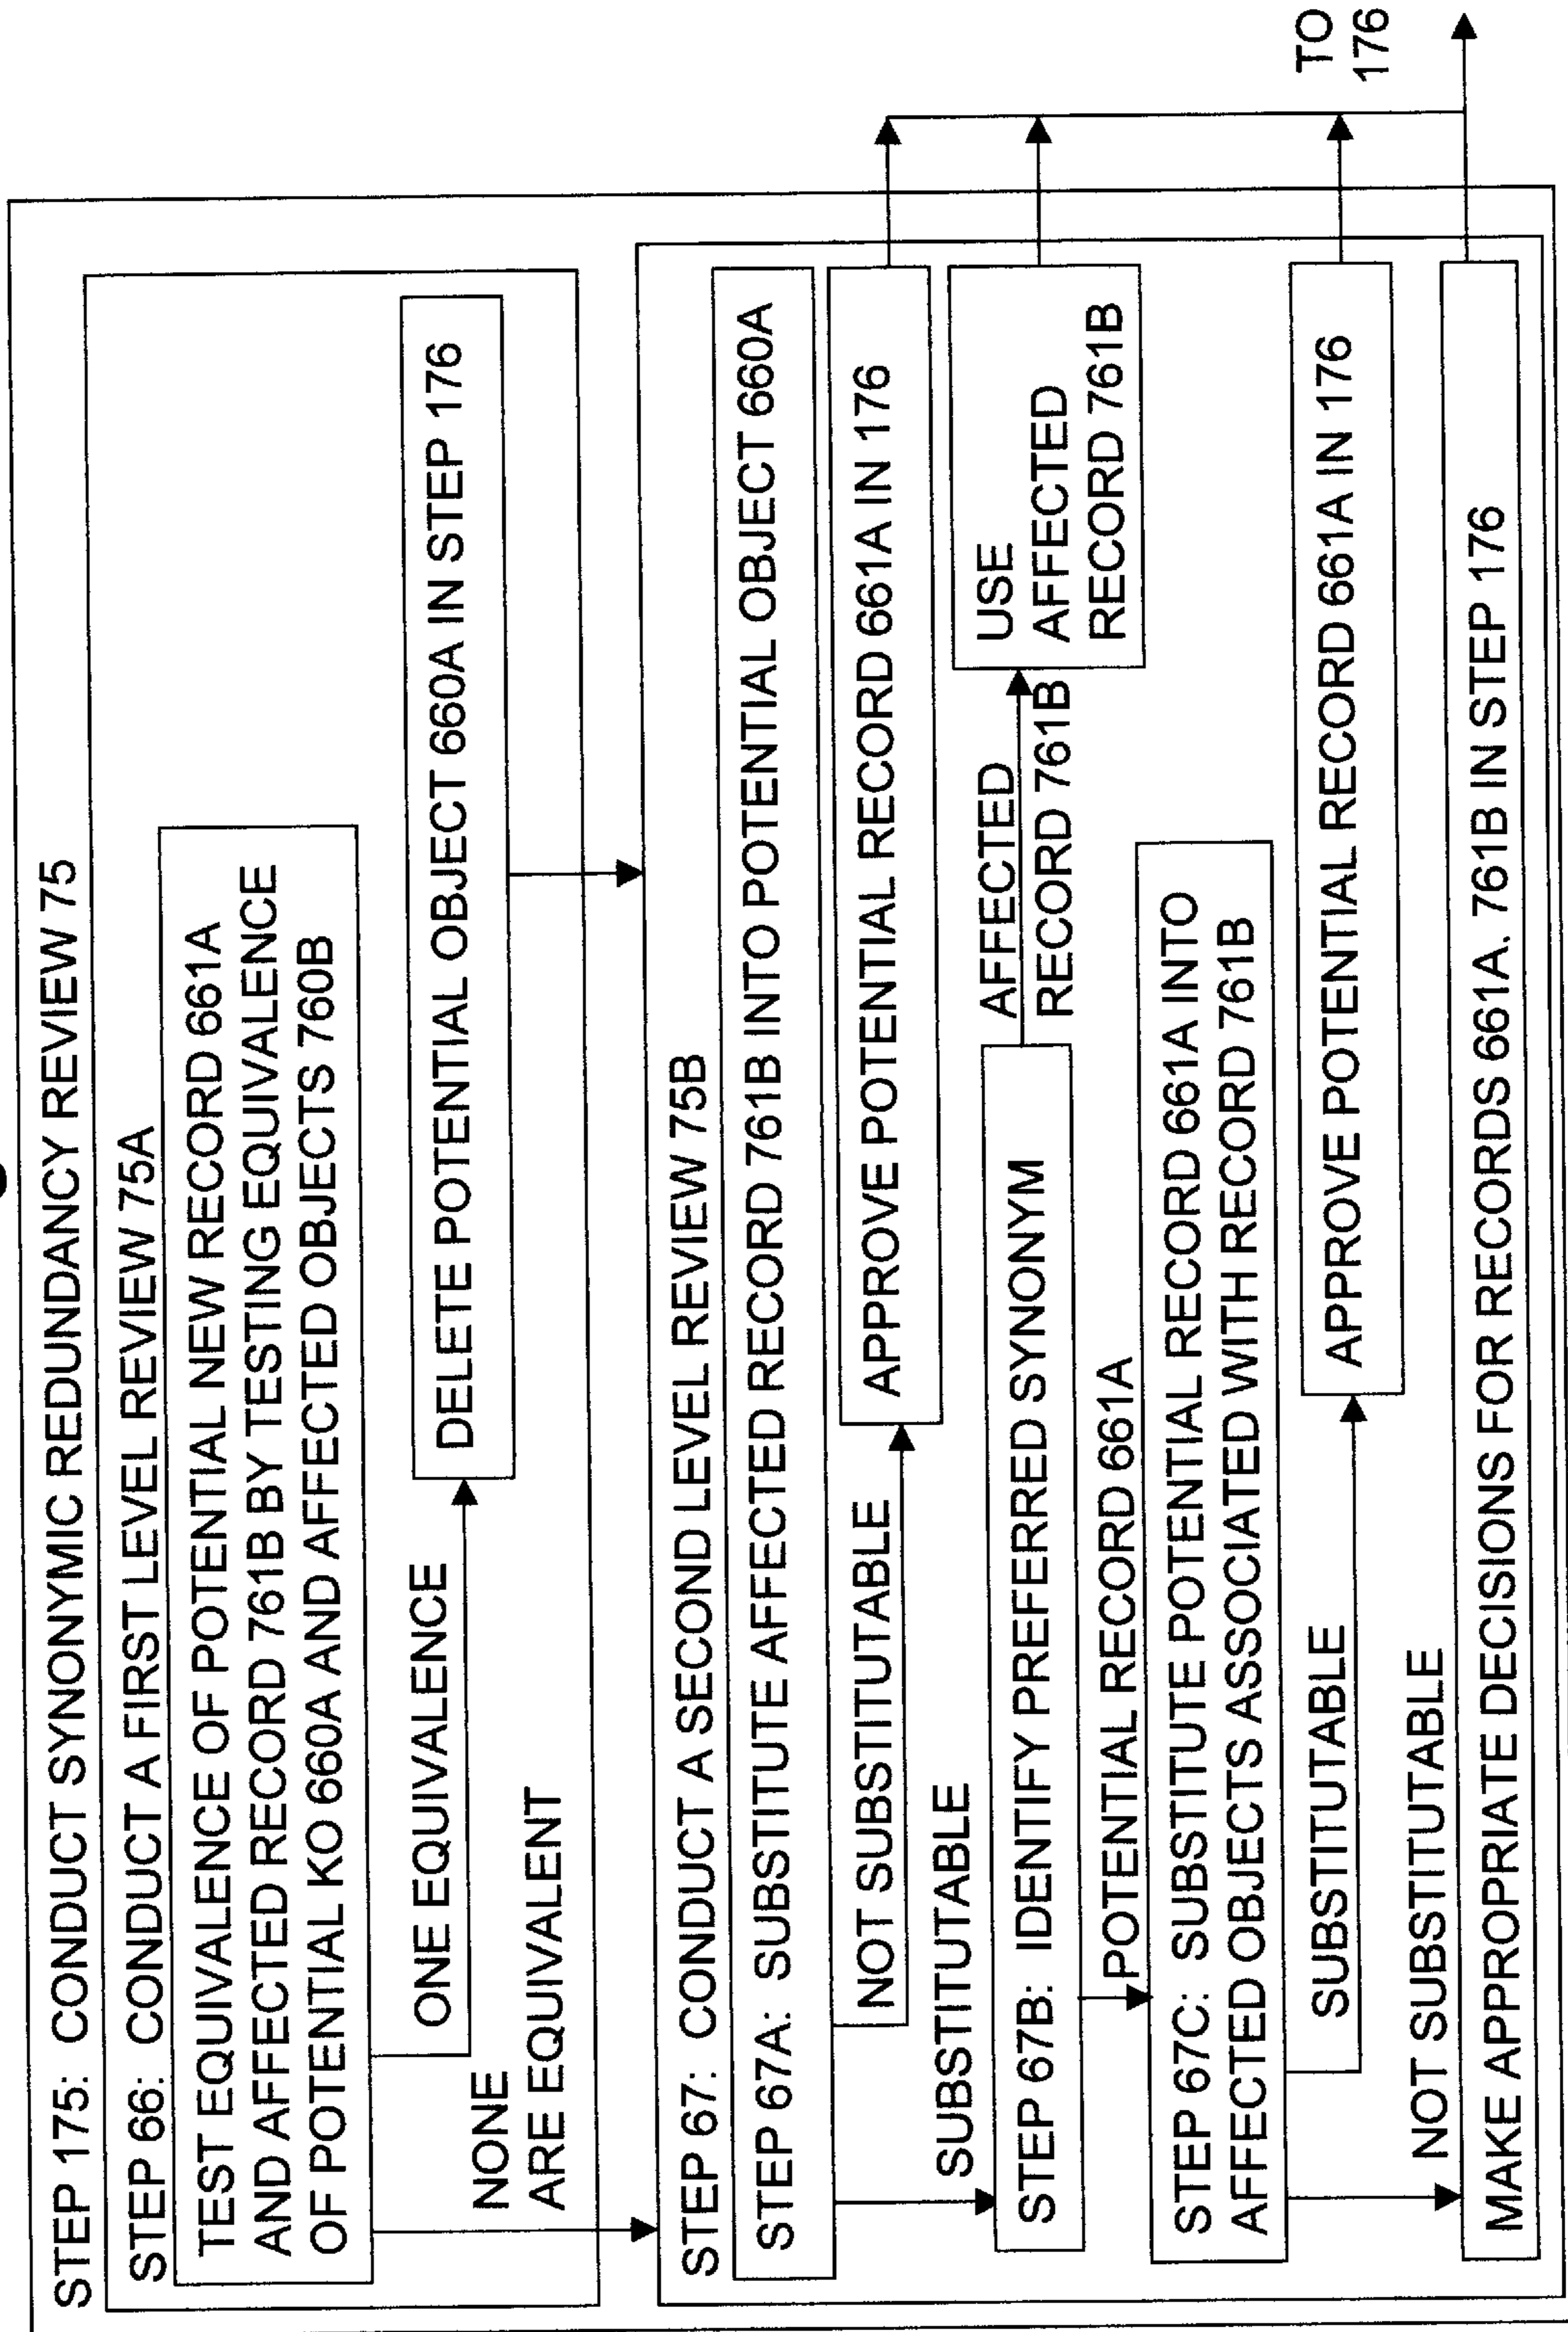 STEP 175: CONDUCT SYNONYMIC REDUNDANCY REVIEW 75
STEP 66: CONDUCT A FIRST LEVEL REVIEW 75A
TEST EQUIVALENCE OF POTENTIAL NEW RECORD 661A
AND AFFECTED RECORD 761B BY TESTING EQUIVALENCE
OF POTENTIAL KO 660A AND AFFECTED OBJECTS 760B
ONE EQUIVALENCE
DELETE POTENTIAL OBJECT 660A IN STEP 176
NONE
ARE EQUIVALENT
STEP 67: CONDUCT A SECOND LEVEL REVIEW 75B
STEP 67A: SUBSTITUTE AFFECTED RECORD 761B INTO POTENTIAL OBJECT 660A
NOT SUBSTITUTABLE
APPROVE POTENTIAL RECORD 661A IN 176
SUBSTITUTABLE
STEP 67B: IDENTIFY PREFERRED SYNONYM
AFFECTED
RECORD 761B
USE
AFFECTED
RECORD 761B
POTENTIAL RECORD 661A
STEP 67C: SUBSTITUTE POTENTIAL RECORD 661A INTO
AFFECTED OBJECTS ASSOCIATED WITH RECORD 761B
SUBSTITUTABLE
APPROVE POTENTIAL RECORD 661A IN 176
NOT SUBSTITUTABLE
MAKE APPROPRIATE DECISIONS FOR RECORDS 661A. 761B IN STEP 176
TO
176